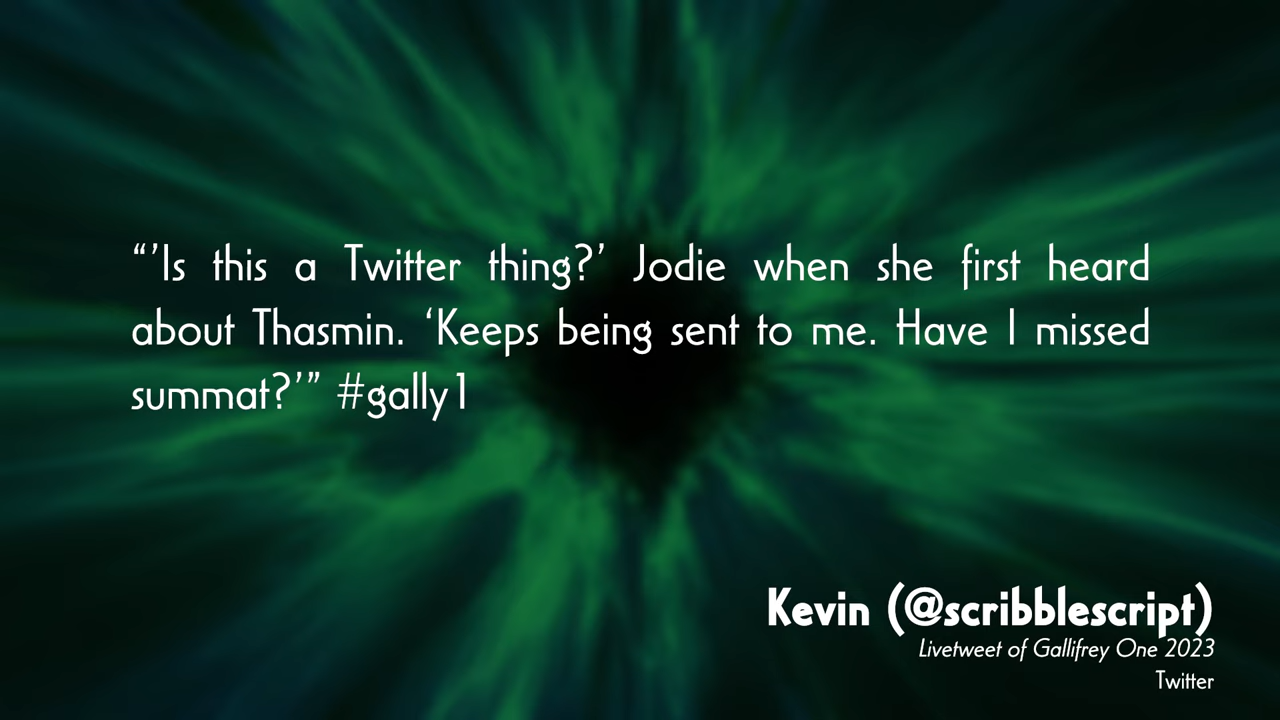 “’Is this a Twitter thing?’ Jodie when she first heard
about Thasmin. ‘Keeps being sent to me. Have I missed
summat?’” #gally1
Kevin (@scribblescript)
Livetweet of Gallifrey One 2023
Twitter